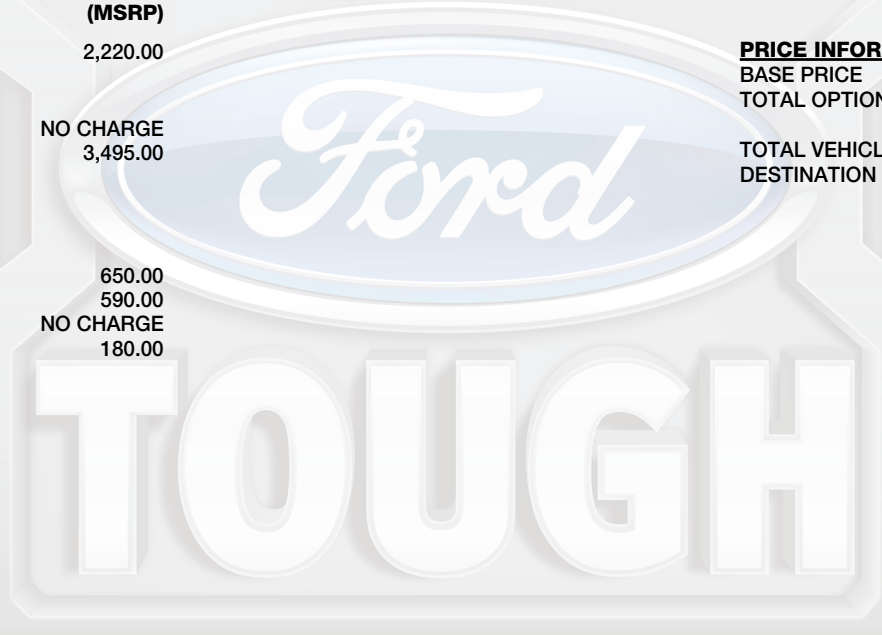 (MSRP)
2,220.00
NO CHARGE
3,495.00
650.00
590.00
NO CHARGE
180.00
PRICE INFOR
BASE PRICE
TOTAL OPTION
TOTAL VEHICL
DESTINATION
Ford
TOUGH